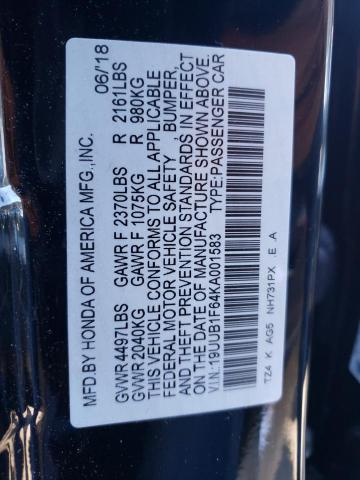 MFD.BY HONDA OF AMERICA MFG.,INC. 06/18
GVWR 4497LBS GAWR F 2370LBS R 2161LBS
GVWR 2040KG GAWR F 1075KG R 980KG
THIS VEHICLE CONFORMS TO ALL APPLICABLE
FEDERAL MOTOR VEHICLE SAFETY , BUMPER,
AND THEFT PREVENTION STANDARDS IN EFFECT
ON THE DATE OF MANUFACTURE SHOWN ABOVE.
V.I.N.:19UUB1F64KA001583 TYPE:PASSENGER CAR
TZ4 K AG5 NH731PX E A